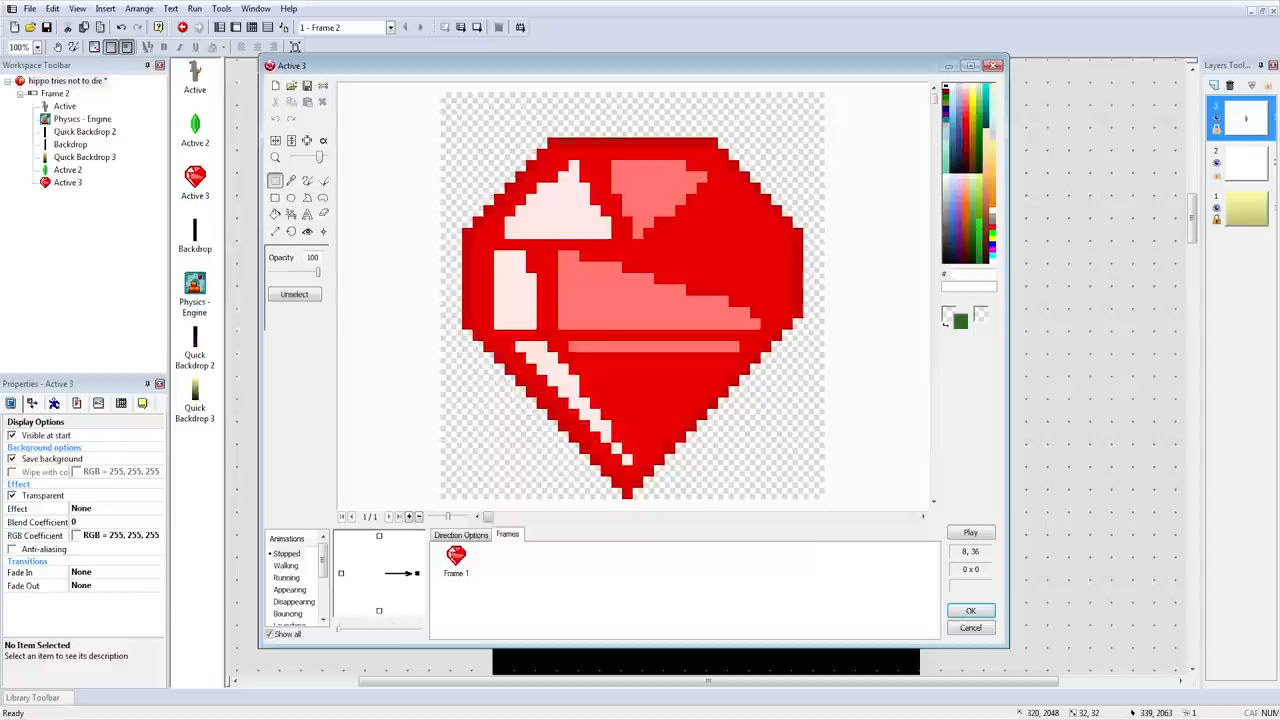 File Edit View Insert Arrange Text Run Tools Window Help
1 - Frame 2
100%
Workspace Toolbar
hippo tries not to die *
Frame 2
Active
Physics - Engine
Quick Backdrop 2
Backdrop
Quick Backdrop 3
Active 2
Active 3
Active
Active 2
Active 3
Backdrop
Physics -
Engine
Quick
Backdrop 2
Quick
Backdrop 3
Active 3
Opacity 100
Unselect
#
1 / 1
Animations
Stopped
Walking
Running
Appearing
Disappearing
Bouncing
Show all
Direction Options
Frames
Frame 1
Play
8, 36
0 x 0
OK
Cancel
Layers Tool...
3
2
1
Properties - Active 3
Display Options
Visible at start
Background options
Save background
Wipe with co RGB = 255, 255, 255
Effect
Transparent
Effect None
Blend Coefficient 0
RGB Coefficient RGB = 255, 255, 255
Anti-aliasing
Transitions
Fade In None
Fade Out None
No Item Selected
Select an item to see its description
Library Toolbar
Ready
320, 2048
32, 32
339, 2063
1
CAF NUM